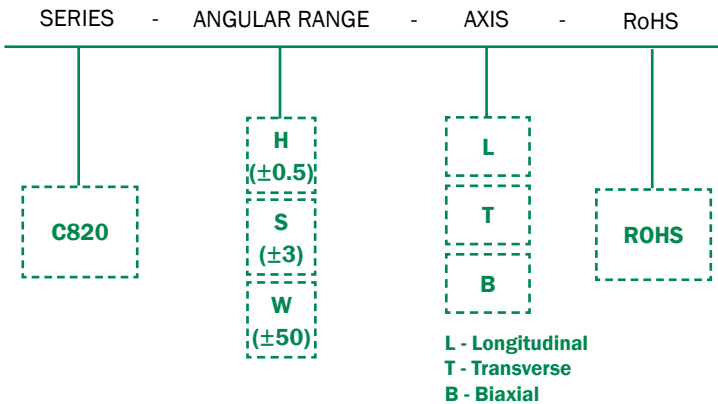 SERIES - ANGULAR RANGE - AXIS - RoHS
H
(±0.5)
L
C820
S
(±3)
T
ROHS
W
(±50)
B
L - Longitudinal
T - Transverse
B - Biaxial